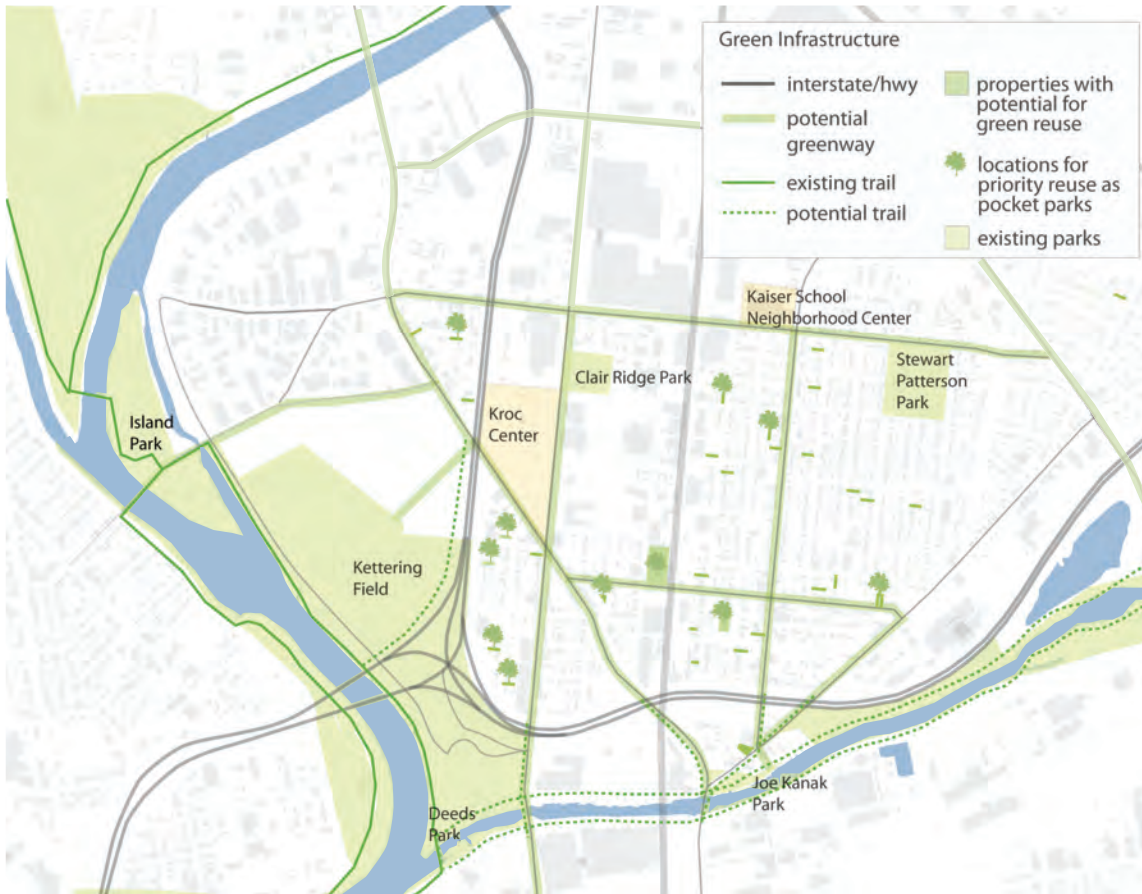 Green Infrastructure
interstate/hwy
potential
greenway
existing trail
potential trail
properties with
potential for
green reuse
locations for
priority reuse as
pocket parks
existing parks
Kaiser School
Neighborhood Center
Clair Ridge Park
Stewart
Patterson
Park
Kroc
Center
Island
Park
Kettering
Field
Deeds
Park
Joe Kanak
Park